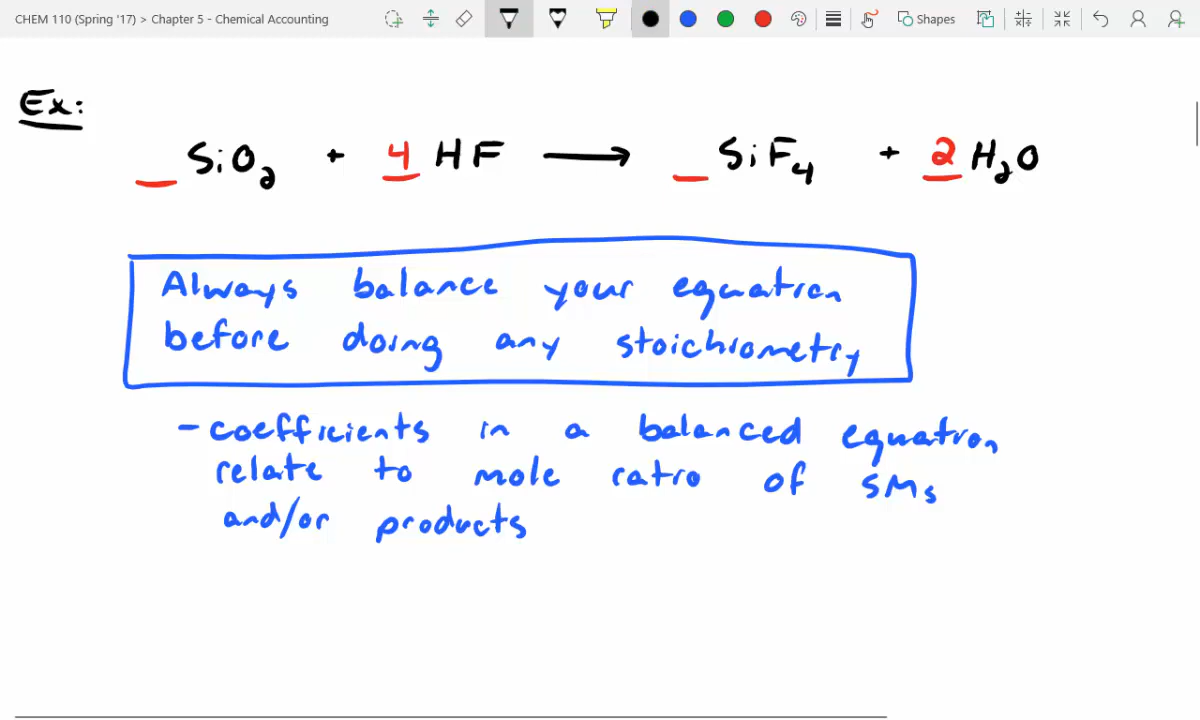 CHEM 110 (Spring '17) > Chapter 5 - Chemical Accounting
Shapes
Ex:
_ SiO₂ + 4 HF ⟶ _ SiF₄ + 2 H₂O
Always balance your equation
before doing any stoichiometry
- coefficients in a balanced equation
relate to mole ratio of SMs
and/or products